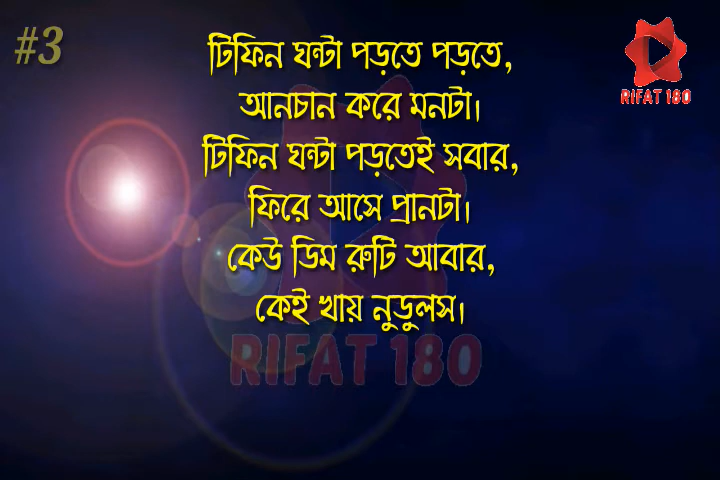 #3
টিফিন ঘন্টা পড়তে পড়তে,
RIFAT 180
আনচান করে মনটা।
টিফিন ঘন্টা পড়তেই সবার,
ফিরে আসে প্রানটা।
কেউ ডিম রুটি আবার,
কেই খায় নুডুলস।
RIFAT 180